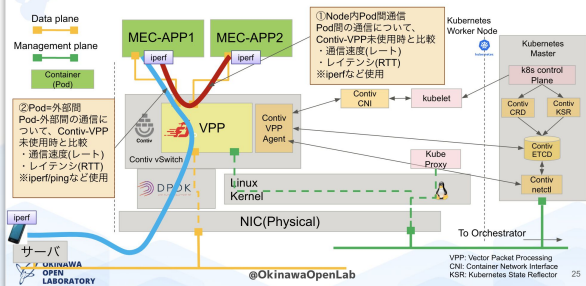 Data plane
Management plane
Container
(Pod)
MEC-APP1
MEC-APP2
iperf
iperf
①Node内Pod間通信
Pod間の通信について、
Contiv-VPP未使用時と比較
・通信速度(レート)
・レイテンシ(RTT)
※iperfなど使用
Kubernetes
Worker Node
kubernetes
Kubernetes
Master
k8s control
Plane
Contiv
CRD
Contiv
KSR
Contiv
ETCD
Contiv
netctl
Contiv
CNI
kubelet
②Pod=外部間
Pod-外部間の通信に
ついて、Contiv-VPP
未使用時と比較
・通信速度(レート)
・レイテンシ(RTT)
※iperf/pingなど使用
Contiv
VPP
Contiv
VPP
Agent
Contiv vSwitch
DPDK
Linux
Kernel
Kube
Proxy
NIC(Physical)
To Orchestrator
iperf
サーバ
OKINAWA
OPEN
LABORATORY
@OkinawaOpenLab
VPP: Vector Packet Processing
CNI: Container Network Interface
KSR: Kubernetes State Reflector
25